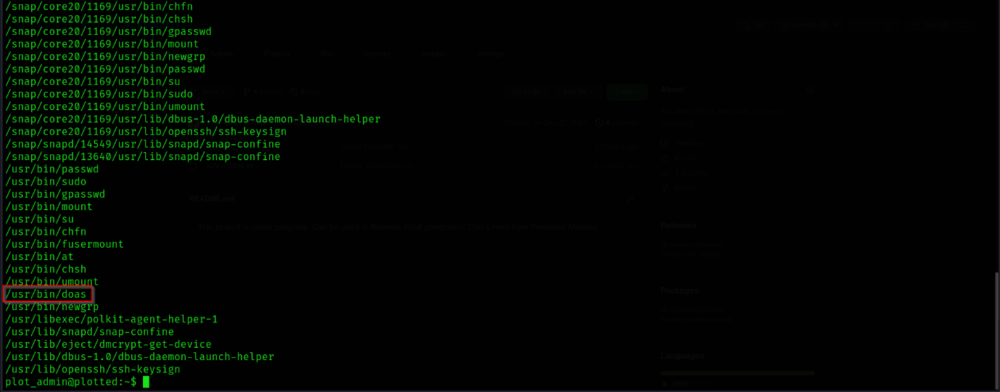 /snap/core20/1169/usr/bin/chfn
/snap/core20/1169/usr/bin/chsh
/snap/core20/1169/usr/bin/gpasswd
/snap/core20/1169/usr/bin/mount
/snap/core20/1169/usr/bin/newgrp
/snap/core20/1169/usr/bin/passwd
/snap/core20/1169/usr/bin/su
/snap/core20/1169/usr/bin/sudo
/snap/core20/1169/usr/bin/umount
/snap/core20/1169/usr/lib/dbus-1.0/dbus-daemon-launch-helper
/snap/core20/1169/usr/lib/openssh/ssh-keysign
/snap/snapd/14549/usr/lib/snapd/snap-confine
/snap/snapd/13640/usr/lib/snapd/snap-confine
/usr/bin/passwd
/usr/bin/sudo
/usr/bin/gpasswd
/usr/bin/mount
/usr/bin/su
/usr/bin/chfn
/usr/bin/fusermount
/usr/bin/at
/usr/bin/chsh
/usr/bin/umount
/usr/bin/doas
/usr/bin/newgrp
/usr/libexec/polkit-agent-helper-1
/usr/lib/snapd/snap-confine
/usr/lib/eject/dmcrypt-get-device
/usr/lib/dbus-1.0/dbus-daemon-launch-helper
/usr/lib/openssh/ssh-keysign
plot_admin@plotted:~$
README.md
About
Releases
Packages
Languages